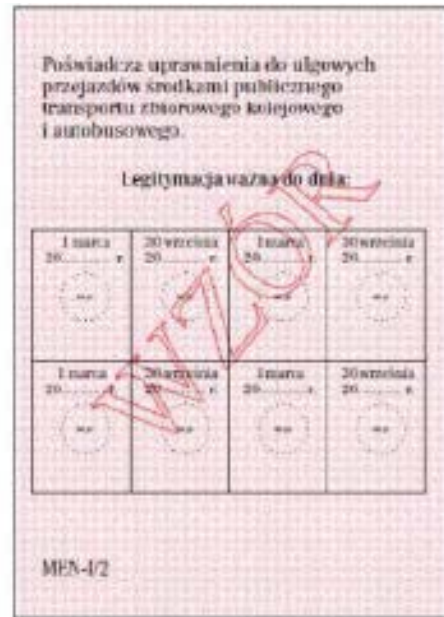 Poświadcza uprawnienia do ulgowych
przejazdów środkami publicznego
transportu zbiorowego kolejowego
i autobusowego.
Legitymacja ważna do dnia:
1 marca 30 września 1 marca 30 września
20......... r. 20......... r. 20......... r. 20......... r.
m.p. m.p. m.p. m.p.
1 marca 30 września 1 marca 30 września
20......... r. 20......... r. 20......... r. 20......... r.
m.p. m.p. m.p. m.p.
WZÓR
MEN-I/2